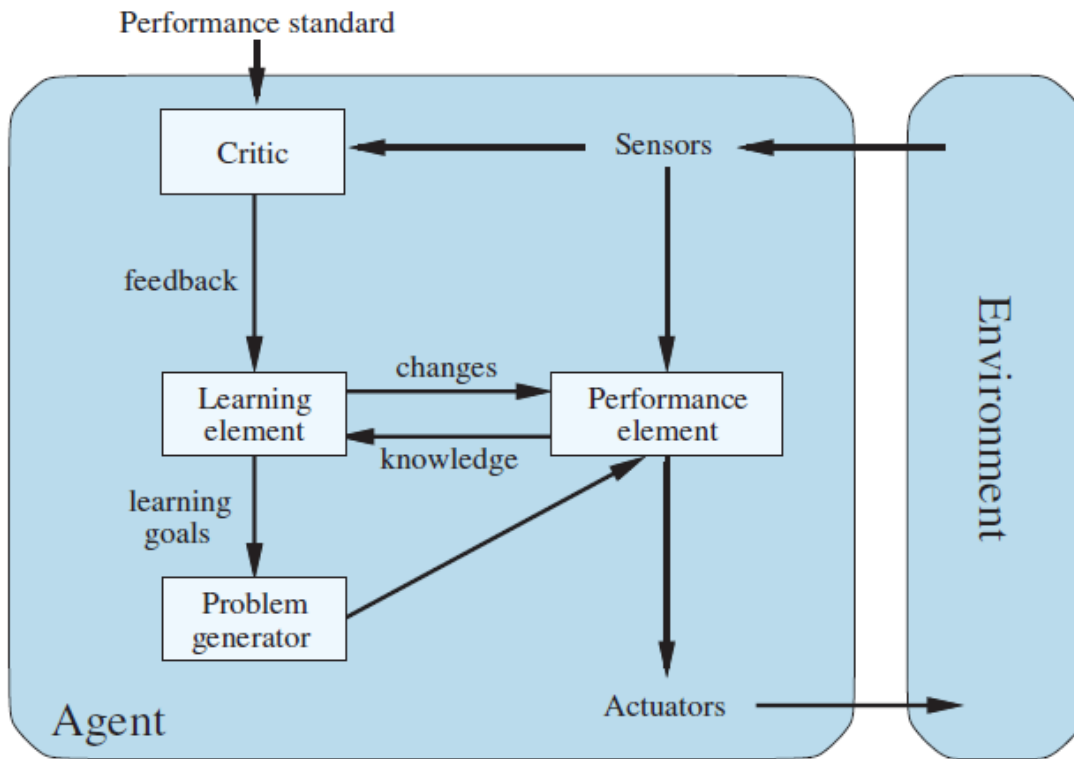 Performance standard
Critic
Sensors
feedback
changes
Learning
element
Performance
element
knowledge
learning
goals
Problem
generator
Actuators
Agent
Environment